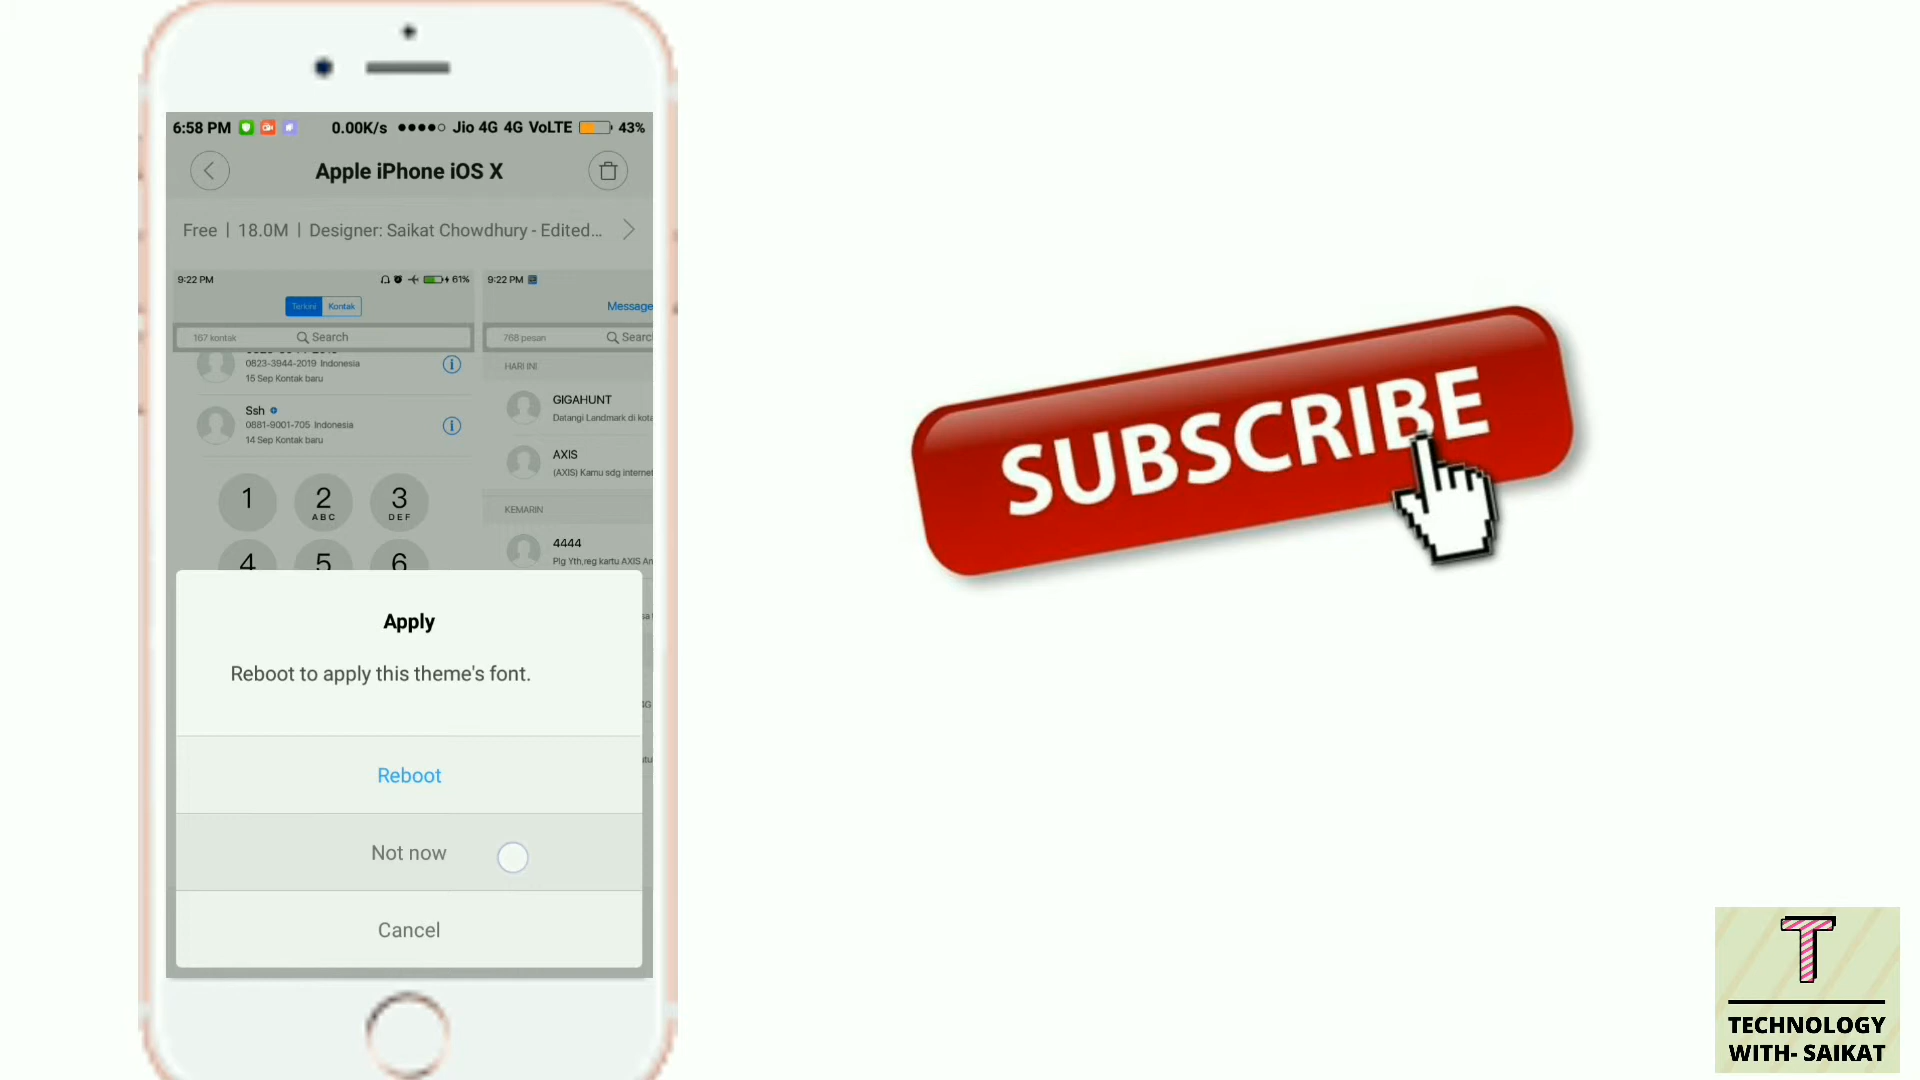 6:58 PM 0.00K/s Jio 4G 4G VoLTE 43%
Apple iPhone iOS X
Free | 18.0M | Designer: Saikat Chowdhury - Edited...
9:22 PM 61%
Terkini Kontak
167 kontak Search
0823-3944-2019 Indonesia
15 Sep Kontak baru
Ssh
0881-9001-705 Indonesia
14 Sep Kontak baru
1 2 3
ABC DEF
4 5 6
9:22 PM
Message
768 pesan Searc
HARI INI
GIGAHUNT
Datangi Landmark di kota
AXIS
(AXIS) Kamu sdg internet
KEMARIN
4444
Plg Yth,reg kartu AXIS An
Apply
Reboot to apply this theme's font.
Reboot
Not now
Cancel
SUBSCRIBE
T
TECHNOLOGY
WITH- SAIKAT